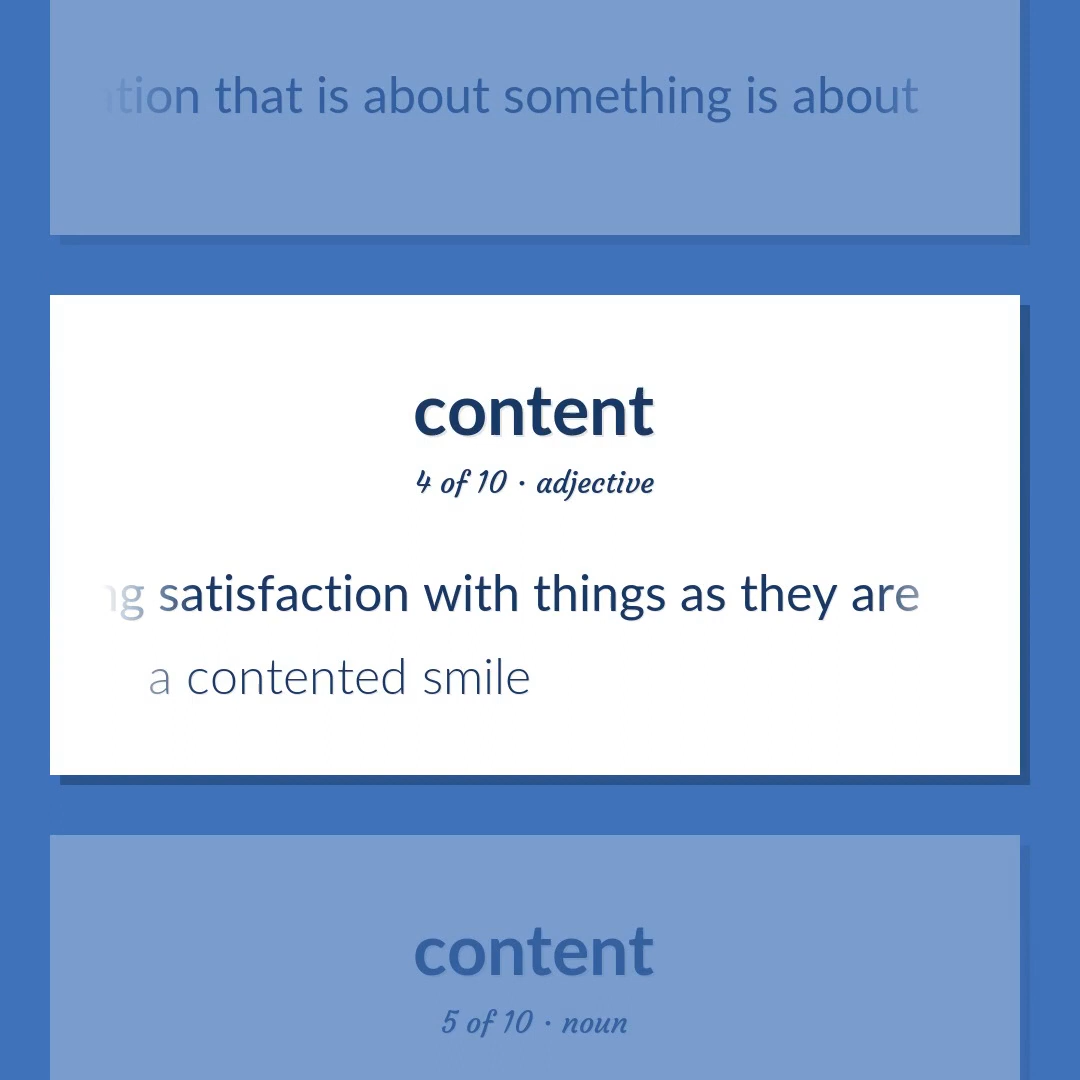 that is about something is about
content
4 of 10 · adjective
satisfaction with things as they are
a contented smile
content
5 of 10 · noun